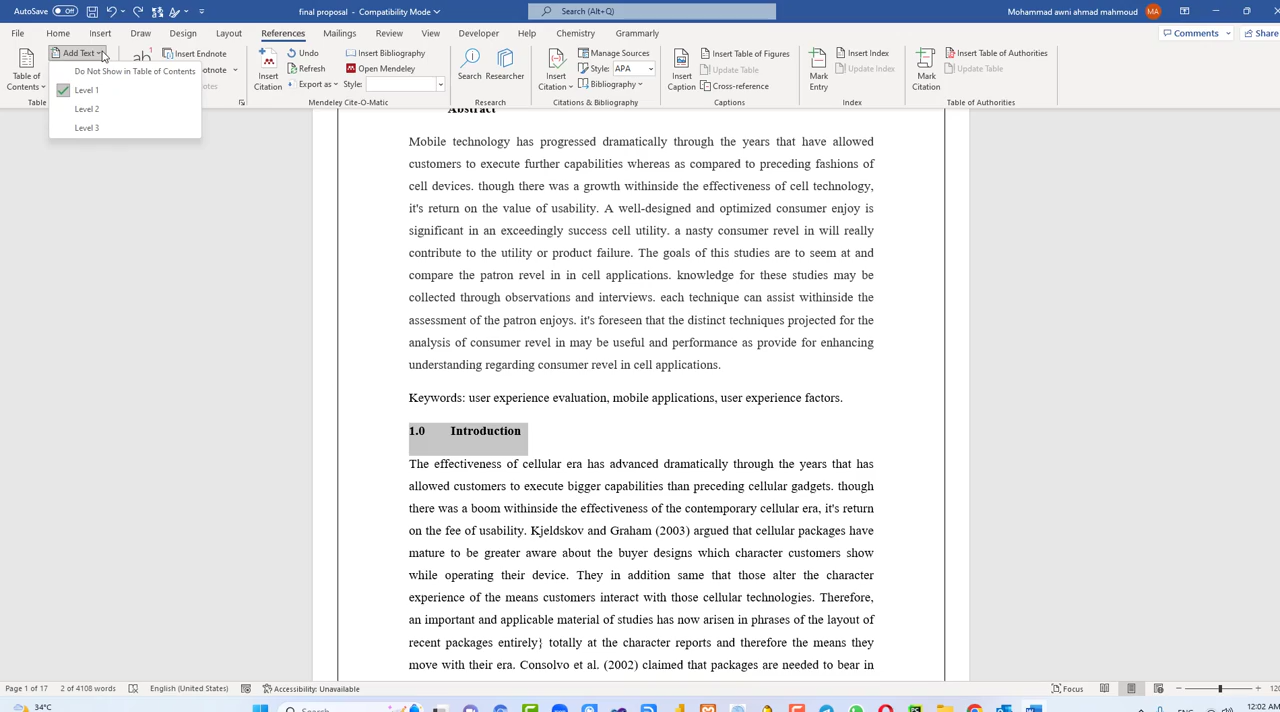 AutoSave Off final proposal - Compatibility Mode Search (Alt+Q) Mohammad awni ahmad mahmoud MA
File Home Insert Draw Design Layout References Mailings Review View Developer Help Chemistry Grammarly Comments Share
Table of Contents Add Text ab Insert Endnote
Insert Citation Undo Refresh Export as Insert Bibliography Open Mendeley Style:
Search Researcher
Insert Citation Manage Sources Style: APA Bibliography
Insert Caption Insert Table of Figures Update Table Cross-reference
Mark Entry Insert Index Update Index
Mark Citation Insert Table of Authorities Update Table
Table Mendeley Cite-O-Matic Research Citations & Bibliography Captions Index Table of Authorities
Do Not Show in Table of Contents
Level 1
Level 2
Level 3
Abstract
Mobile technology has progressed dramatically through the years that have allowed
customers to execute further capabilities whereas as compared to preceding fashions of
cell devices. though there was a growth withinside the effectiveness of cell technology,
it's return on the value of usability. A well-designed and optimized consumer enjoy is
significant in an exceedingly success cell utility. a nasty consumer revel in will really
contribute to the utility or product failure. The goals of this studies are to seem at and
compare the patron revel in in cell applications. knowledge for these studies may be
collected through observations and interviews. each technique can assist withinside the
assessment of the patron enjoys. it's foreseen that the distinct techniques projected for the
analysis of consumer revel in may be useful and performance as provide for enhancing
understanding regarding consumer revel in cell applications.
Keywords: user experience evaluation, mobile applications, user experience factors.
1.0 Introduction
The effectiveness of cellular era has advanced dramatically through the years that has
allowed customers to execute bigger capabilities than preceding cellular gadgets. though
there was a boom withinside the effectiveness of the contemporary cellular era, it's return
on the fee of usability. Kjeldskov and Graham (2003) argued that cellular packages have
mature to be greater aware about the buyer designs which character customers show
while operating their device. They in addition same that those alter the character
experience of the means customers interact with those cellular technologies. Therefore,
an important and applicable material of studies has now arisen in phrases of the layout of
recent packages entirely} totally at the character reports and therefore the means they
move with their era. Consolvo et al. (2002) claimed that packages are needed to bear in
Page 1 of 17 2 of 4108 words English (United States) Accessibility: Unavailable Focus
34°C Search ENG 12:02 AM